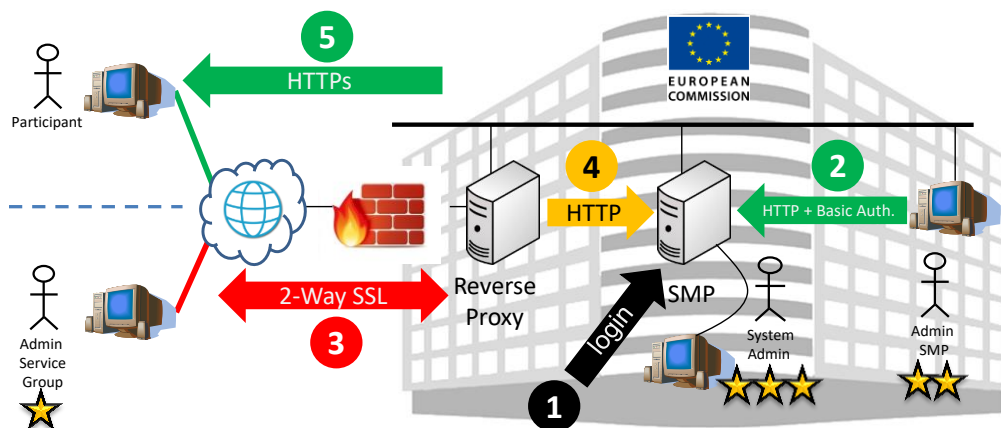 5
HTTPs
Participant
EUROPEAN
COMMISSION
4
HTTP
2
HTTP + Basic Auth.
2-Way SSL
3
Reverse
Proxy
SMP
login
1
System
Admin
Admin
SMP
Admin
Service
Group